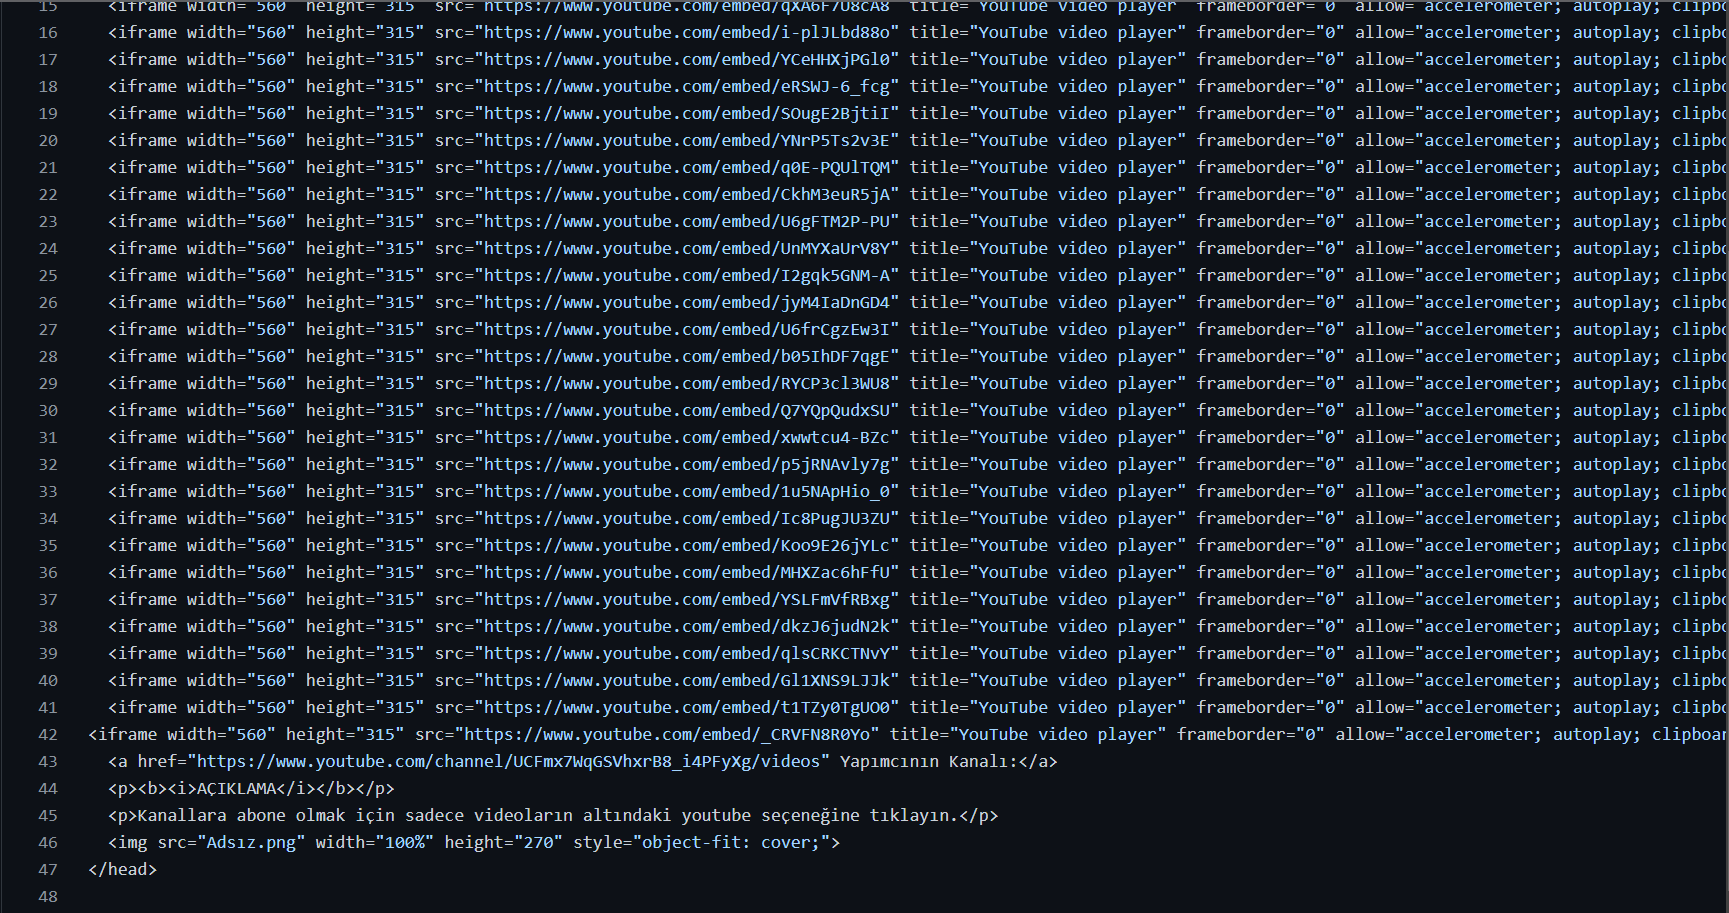 15 <iframe width="560" height="315" src="https://www.youtube.com/embed/qXA6F7U8cA8" title="YouTube video player" frameborder="0" allow="accelerometer; autoplay; clipbo
16 <iframe width="560" height="315" src="https://www.youtube.com/embed/i-plJLbd88o" title="YouTube video player" frameborder="0" allow="accelerometer; autoplay; clipbo
17 <iframe width="560" height="315" src="https://www.youtube.com/embed/YCeHHXjPGl0" title="YouTube video player" frameborder="0" allow="accelerometer; autoplay; clipbo
18 <iframe width="560" height="315" src="https://www.youtube.com/embed/eRSWJ-6_fcg" title="YouTube video player" frameborder="0" allow="accelerometer; autoplay; clipbo
19 <iframe width="560" height="315" src="https://www.youtube.com/embed/SOugE2BjtiI" title="YouTube video player" frameborder="0" allow="accelerometer; autoplay; clipbo
20 <iframe width="560" height="315" src="https://www.youtube.com/embed/YNrP5Ts2v3E" title="YouTube video player" frameborder="0" allow="accelerometer; autoplay; clipbo
21 <iframe width="560" height="315" src="https://www.youtube.com/embed/q0E-PQUlTQM" title="YouTube video player" frameborder="0" allow="accelerometer; autoplay; clipbo
22 <iframe width="560" height="315" src="https://www.youtube.com/embed/CkhM3euR5jA" title="YouTube video player" frameborder="0" allow="accelerometer; autoplay; clipbo
23 <iframe width="560" height="315" src="https://www.youtube.com/embed/U6gFTM2P-PU" title="YouTube video player" frameborder="0" allow="accelerometer; autoplay; clipbo
24 <iframe width="560" height="315" src="https://www.youtube.com/embed/UnMYXaUrV8Y" title="YouTube video player" frameborder="0" allow="accelerometer; autoplay; clipbo
25 <iframe width="560" height="315" src="https://www.youtube.com/embed/I2gqk5GNM-A" title="YouTube video player" frameborder="0" allow="accelerometer; autoplay; clipbo
26 <iframe width="560" height="315" src="https://www.youtube.com/embed/jyM4IaDnGD4" title="YouTube video player" frameborder="0" allow="accelerometer; autoplay; clipbo
27 <iframe width="560" height="315" src="https://www.youtube.com/embed/U6frCgzEw3I" title="YouTube video player" frameborder="0" allow="accelerometer; autoplay; clipbo
28 <iframe width="560" height="315" src="https://www.youtube.com/embed/b05IhDF7qgE" title="YouTube video player" frameborder="0" allow="accelerometer; autoplay; clipbo
29 <iframe width="560" height="315" src="https://www.youtube.com/embed/RYCP3cl3WU8" title="YouTube video player" frameborder="0" allow="accelerometer; autoplay; clipbo
30 <iframe width="560" height="315" src="https://www.youtube.com/embed/Q7YQpQudxSU" title="YouTube video player" frameborder="0" allow="accelerometer; autoplay; clipbo
31 <iframe width="560" height="315" src="https://www.youtube.com/embed/xwwtcu4-BZc" title="YouTube video player" frameborder="0" allow="accelerometer; autoplay; clipbo
32 <iframe width="560" height="315" src="https://www.youtube.com/embed/p5jRNAvly7g" title="YouTube video player" frameborder="0" allow="accelerometer; autoplay; clipbo
33 <iframe width="560" height="315" src="https://www.youtube.com/embed/1u5NApHio_0" title="YouTube video player" frameborder="0" allow="accelerometer; autoplay; clipbo
34 <iframe width="560" height="315" src="https://www.youtube.com/embed/Ic8PugJU3ZU" title="YouTube video player" frameborder="0" allow="accelerometer; autoplay; clipbo
35 <iframe width="560" height="315" src="https://www.youtube.com/embed/Koo9E26jYLc" title="YouTube video player" frameborder="0" allow="accelerometer; autoplay; clipbo
36 <iframe width="560" height="315" src="https://www.youtube.com/embed/MHXZac6hFfU" title="YouTube video player" frameborder="0" allow="accelerometer; autoplay; clipbo
37 <iframe width="560" height="315" src="https://www.youtube.com/embed/YSLFmVfRBxg" title="YouTube video player" frameborder="0" allow="accelerometer; autoplay; clipbo
38 <iframe width="560" height="315" src="https://www.youtube.com/embed/dkzJ6judN2k" title="YouTube video player" frameborder="0" allow="accelerometer; autoplay; clipbo
39 <iframe width="560" height="315" src="https://www.youtube.com/embed/qlsCRKCTNvY" title="YouTube video player" frameborder="0" allow="accelerometer; autoplay; clipbo
40 <iframe width="560" height="315" src="https://www.youtube.com/embed/Gl1XNS9LJJk" title="YouTube video player" frameborder="0" allow="accelerometer; autoplay; clipbo
41 <iframe width="560" height="315" src="https://www.youtube.com/embed/t1TZy0TgUO0" title="YouTube video player" frameborder="0" allow="accelerometer; autoplay; clipbo
42 <iframe width="560" height="315" src="https://www.youtube.com/embed/_CRVFN8R0Yo" title="YouTube video player" frameborder="0" allow="accelerometer; autoplay; clipboar
43 <a href="https://www.youtube.com/channel/UCFmx7WqGSVhxrB8_i4PFyXg/videos" Yapımcının Kanalı:</a>
44 <p><b><i>AÇIKLAMA</i></b></p>
45 <p>Kanallara abone olmak için sadece videoların altındaki youtube seçeneğine tıklayın.</p>
46 <img src="Adsız.png" width="100%" height="270" style="object-fit: cover;">
47 </head>
48